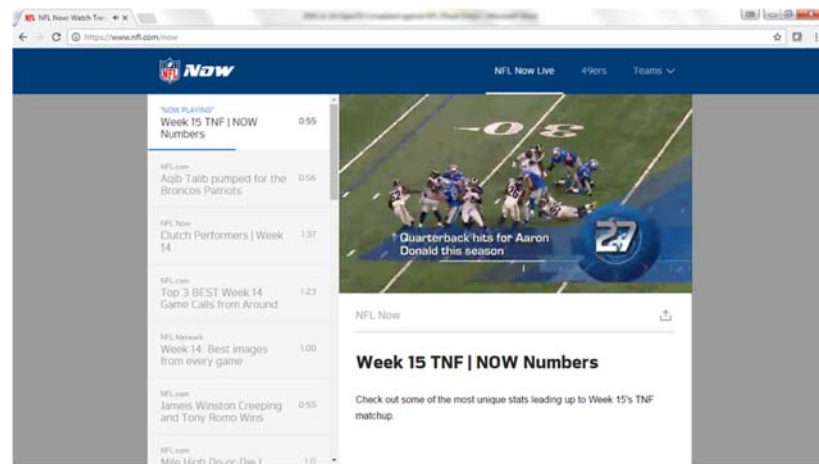 NFL Now: Watch Tre
https://www.nfl.com/now
NFL
NOW
NFL Now Live
49ers
Teams
"NOW PLAYING"
Week 15 TNF | NOW
Numbers
0:55
NFL.com
Aqib Talib pumped for the
Broncos Patriots
0:56
NFL Now
Clutch Performers | Week
14
1:37
NFL.com
Top 3 BEST Week 14
Game Calls from Around
1:23
NFL Network
Week 14: Best images
from every game
1:00
NFL.com
Jameis Winston Creeping
and Tony Romo Wins
0:55
NFL.com
Mile High Do-or-Die |
30
Quarterback hits for Aaron
Donald this season
27
NFL Now
Week 15 TNF | NOW Numbers
Check out some of the most unique stats leading up to Week 15's TNF
matchup.